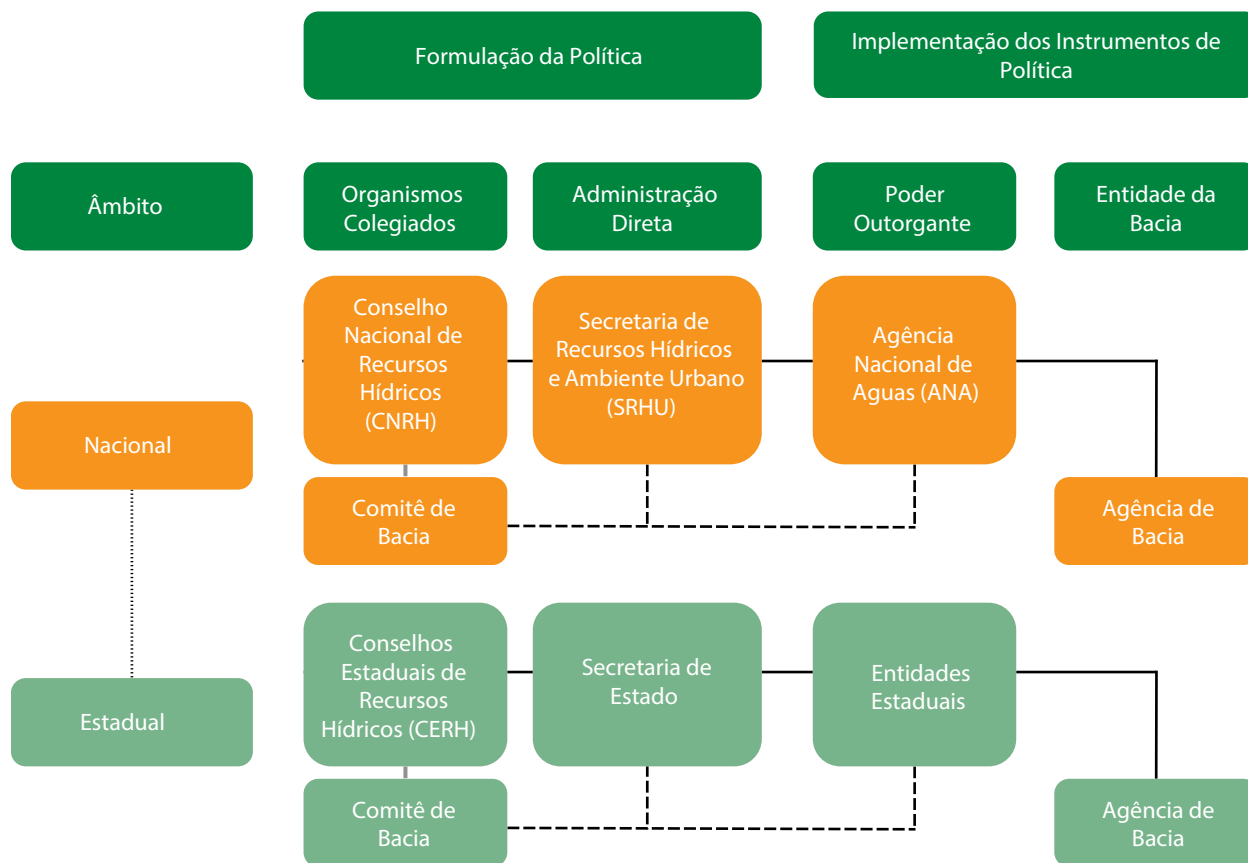 Formulação da Política
Implementação dos Instrumentos de
Política
Âmbito
Organismos
Colegiados
Administração
Direta
Poder
Outorgante
Entidade da
Bacia
Conselho
Nacional de
Recursos
Hídricos
(CNRH)
Secretaria de
Recursos Hídricos
e Ambiente Urbano
(SRHU)
Agência
Nacional de
Aguas (ANA)
Nacional
Comitê de
Bacia
Agência de
Bacia
Conselhos
Estaduais de
Recursos
Hídricos (CERH)
Secretaria de
Estado
Entidades
Estaduais
Estadual
Comitê de
Bacia
Agência de
Bacia